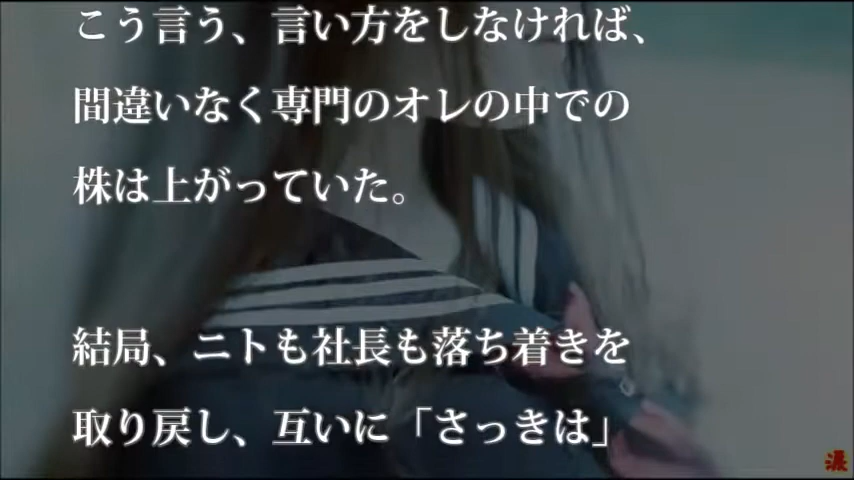 こう言う、言い方をしなければ、
間違いなく専門のオレの中での
株は上がっていた。
結局、ニトも社長も落ち着きを
取り戻し、互いに「さっきは」
涙